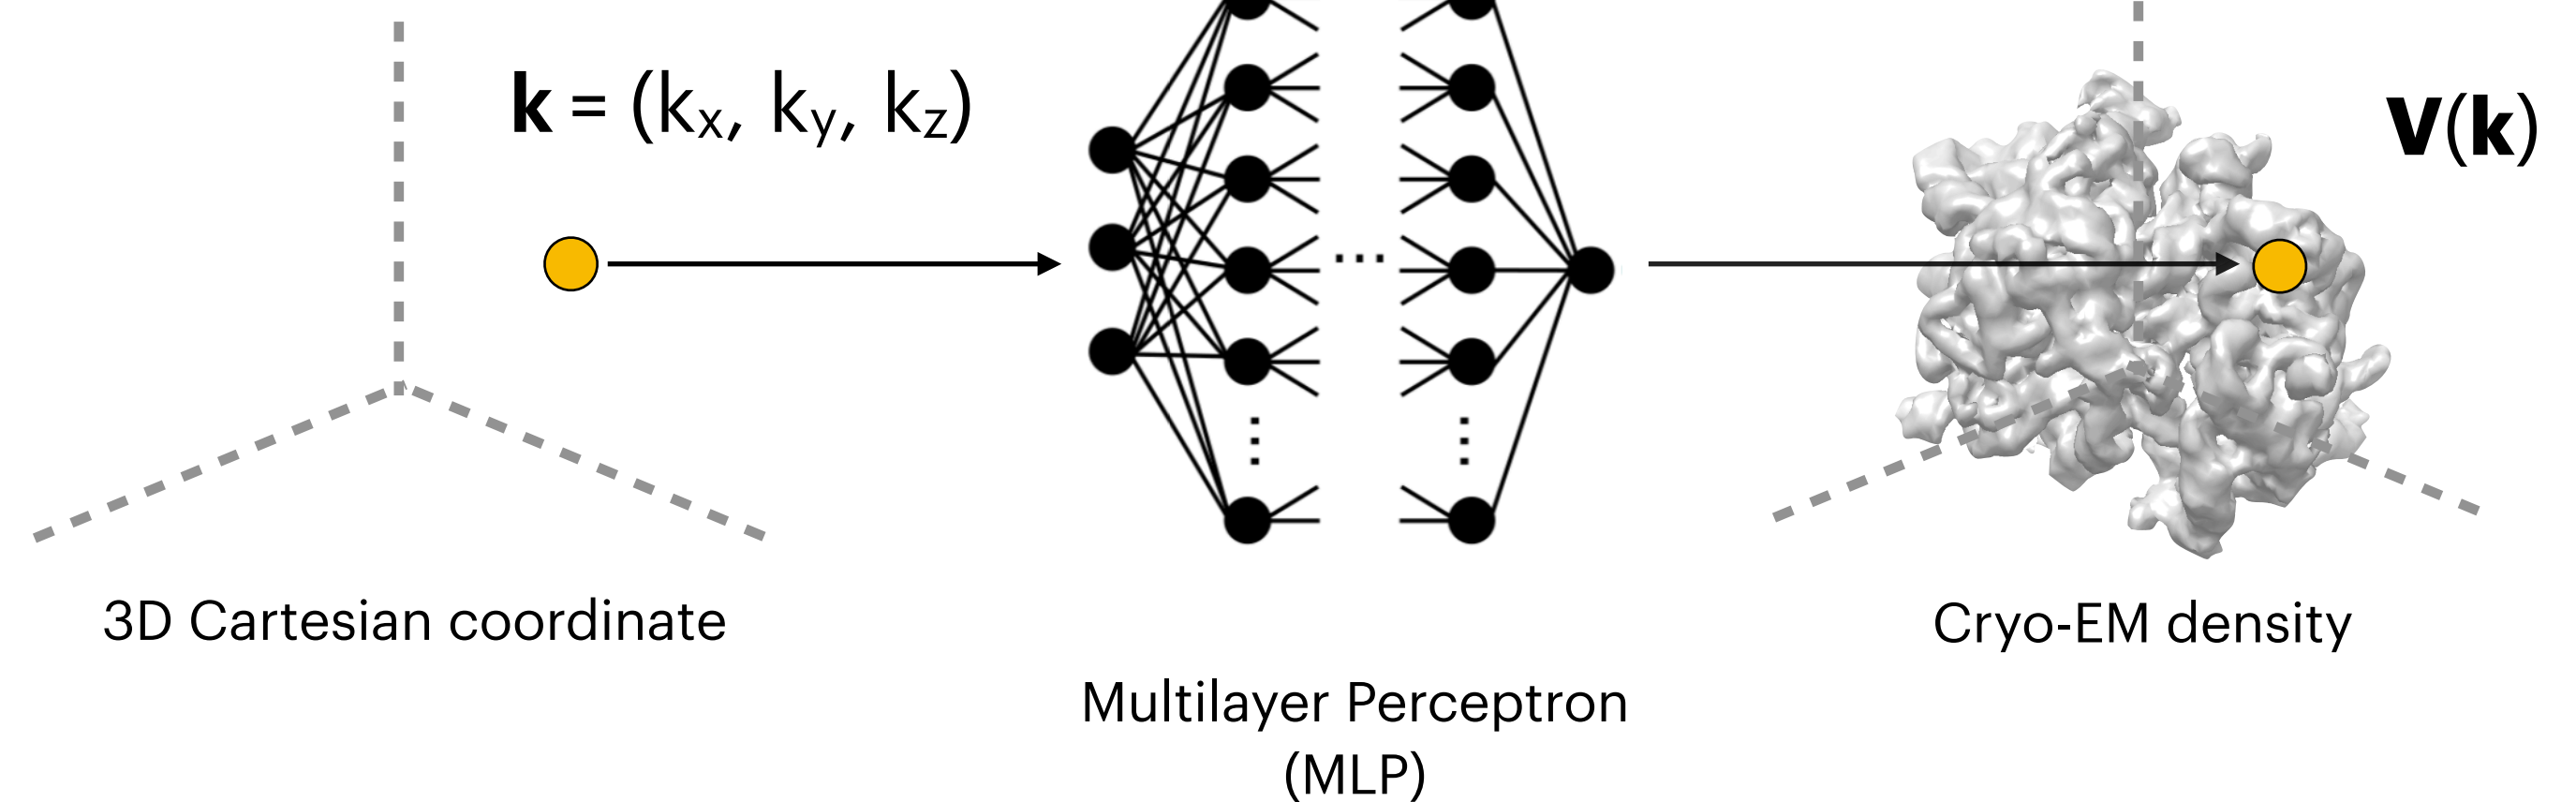 k = (kx, ky, kz)
V(k)
...
3D Cartesian coordinate
Cryo-EM density
Multilayer Perceptron
(MLP)